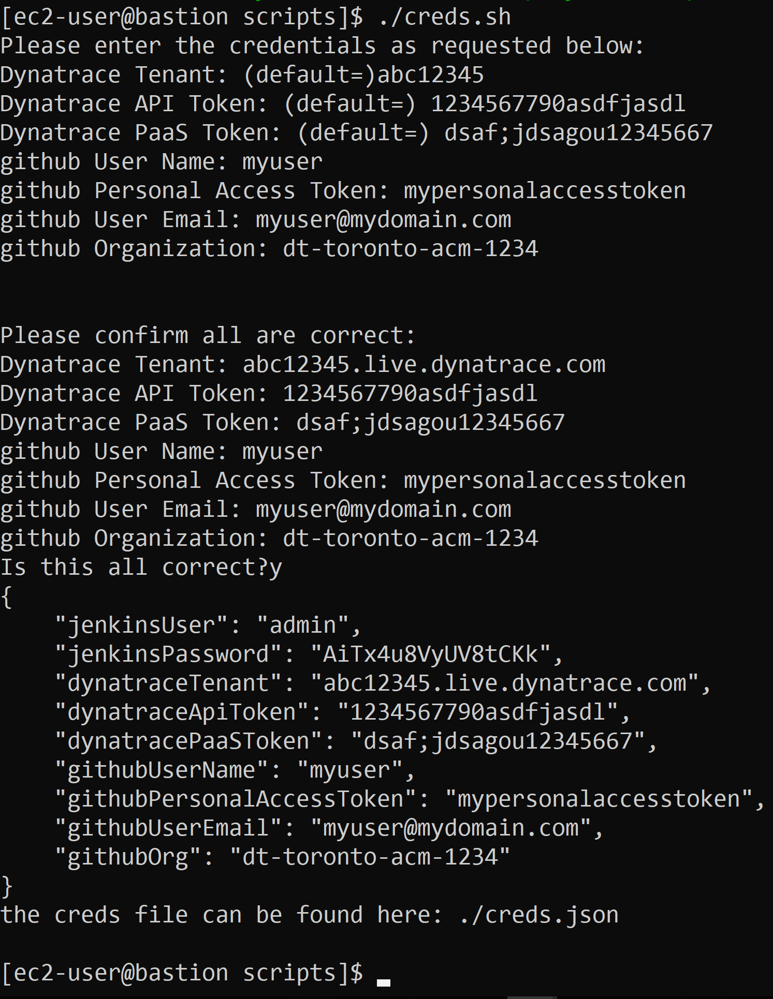 [ec2-user@bastion scripts]$ ./creds.sh
Please enter the credentials as requested below:
Dynatrace Tenant: (default=)abc12345
Dynatrace API Token: (default=) 1234567790asdfjasdl
Dynatrace PaaS Token: (default=) dsaf;jdsagou12345667
github User Name: myuser
github Personal Access Token: mypersonalaccesstoken
github User Email: myuser@mydomain.com
github Organization: dt-toronto-acm-1234
Please confirm all are correct:
Dynatrace Tenant: abc12345.live.dynatrace.com
Dynatrace API Token: 1234567790asdfjasdl
Dynatrace PaaS Token: dsaf;jdsagou12345667
github User Name: myuser
github Personal Access Token: mypersonalaccesstoken
github User Email: myuser@mydomain.com
github Organization: dt-toronto-acm-1234
Is this all correct?y
{
    "jenkinsUser": "admin",
    "jenkinsPassword": "AiTx4u8VyUV8tCKk",
    "dynatraceTenant": "abc12345.live.dynatrace.com",
    "dynatraceApiToken": "1234567790asdfjasdl",
    "dynatracePaaSToken": "dsaf;jdsagou12345667",
    "githubUserName": "myuser",
    "githubPersonalAccessToken": "mypersonalaccesstoken",
    "githubUserEmail": "myuser@mydomain.com",
    "githubOrg": "dt-toronto-acm-1234"
}
the creds file can be found here: ./creds.json
[ec2-user@bastion scripts]$